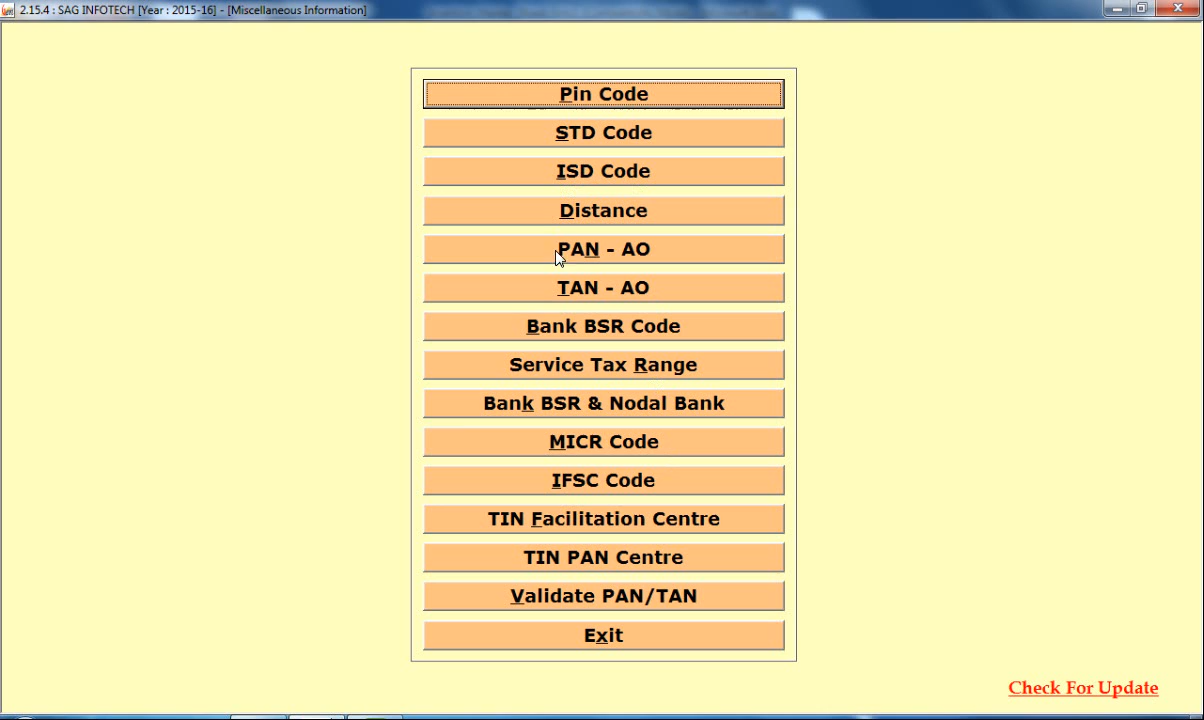 2.15.4 : SAG INFOTECH [Year : 2015-16] - [Miscellaneous Information]
Pin Code
STD Code
ISD Code
Distance
PAN - AO
TAN - AO
Bank BSR Code
Service Tax Range
Bank BSR & Nodal Bank
MICR Code
IFSC Code
TIN Facilitation Centre
TIN PAN Centre
Validate PAN/TAN
Exit
Check For Update